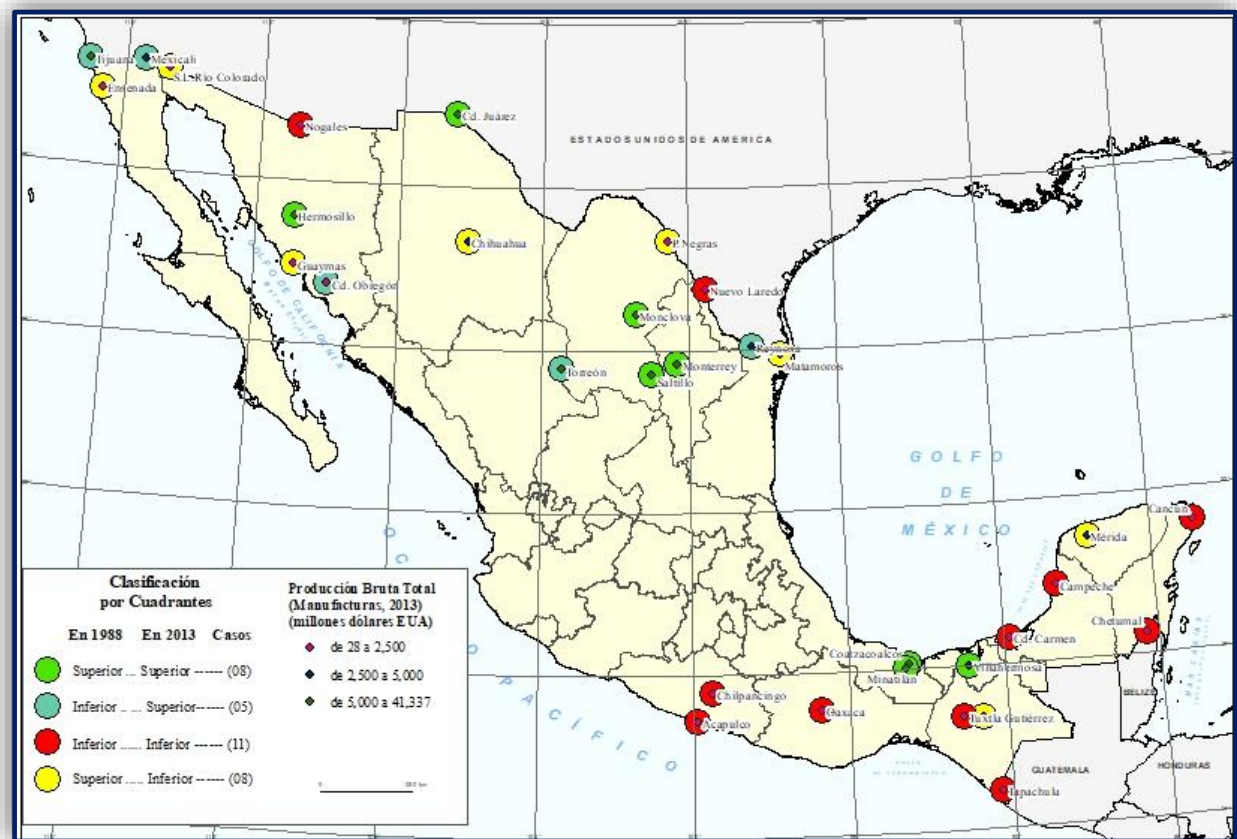 Tijuana
Mexicali
S.L. Río Colorado
Ensenada
Nogales
Cd. Juárez
ESTADOS UNIDOS DE AMÉRICA
Hermosillo
Chihuahua
P.Negras
Guaymas
Cd. Obregón
GOLFO DE CALIFORNIA
Nuevo Laredo
Monclova
Reynosa
Matamoros
Torreón
Monterrey
Saltillo
GOLFO
DE
MÉXICO
Cancún
Mérida
Campeche
Chetumal
Cd. Carmen
Coatzacoalcos
Villahermosa
Minatitlán
BELIZE
Chilpancingo
Oaxaca
Tuxtla Gutiérrez
Acapulco
PACÍFICO
GUATEMALA
HONDURAS
Tapachula
Clasificación
por Cuadrantes
En 1988 En 2013 Casos
Superior .... Superior ------- (08)
Inferior ....... Superior------- (05)
Inferior ....... Inferior ------- (11)
Superior ..... Inferior ------- (08)
Producción Bruta Total
(Manufacturas, 2013)
(millones dólares EUA)
de 28 a 2,500
de 2,500 a 5,000
de 5,000 a 41,337
0